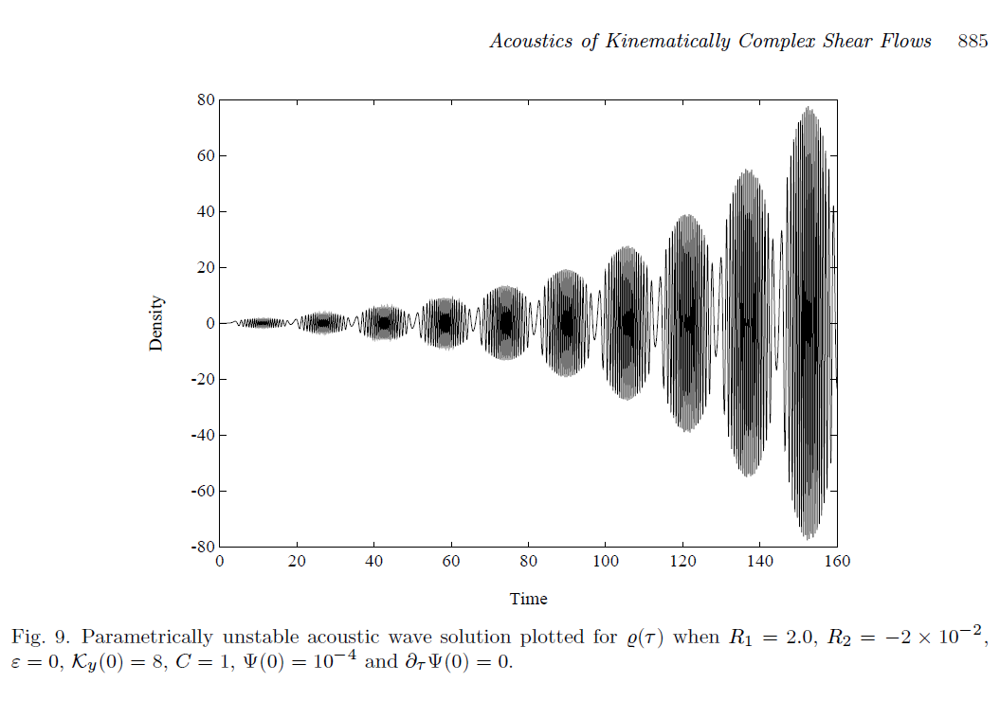 Acoustics of Kinematically Complex Shear Flows 885
80
60
40
20
0
-20
-40
-60
-80
Density
0 20 40 60 80 100 120 140 160
Time
Fig. 9. Parametrically unstable acoustic wave solution plotted for ϱ(τ) when R₁ = 2.0, R₂ = −2 × 10⁻²,
ε = 0, 𝒦y(0) = 8, C = 1, Ψ(0) = 10⁻⁴ and ∂τΨ(0) = 0.